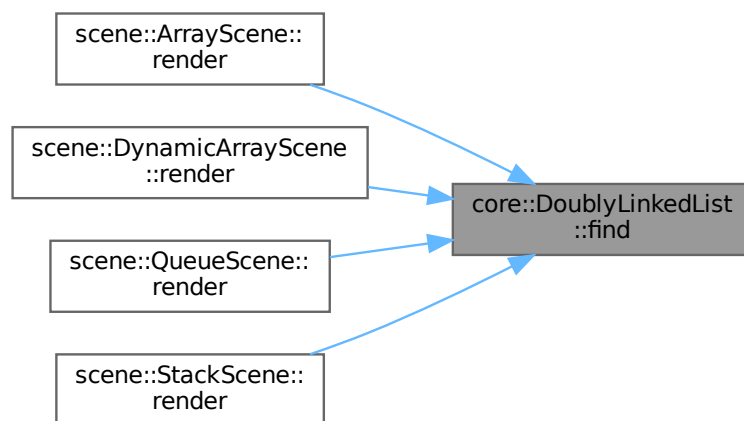 scene::ArrayScene::
render
scene::DynamicArrayScene
::render
core::DoublyLinkedList
::find
scene::QueueScene::
render
scene::StackScene::
render